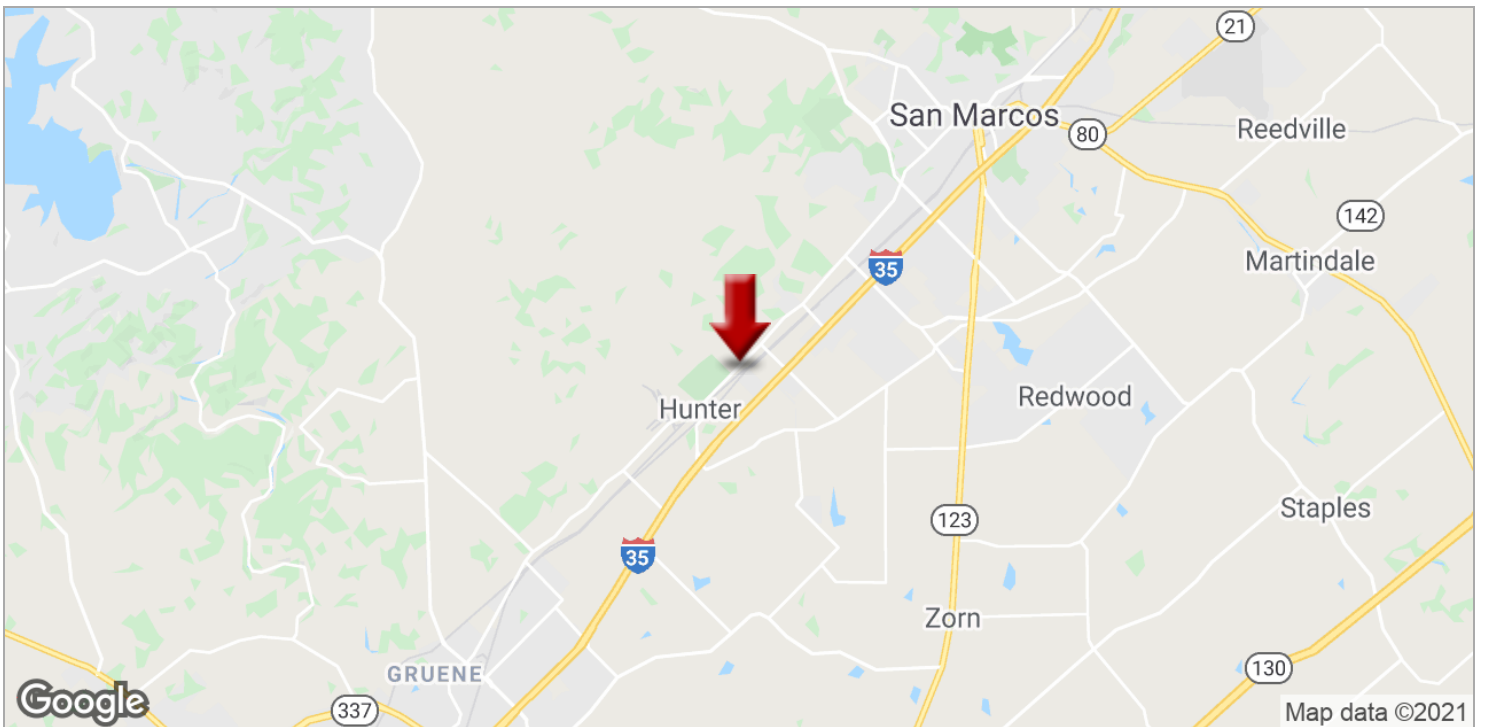 21
San Marcos
80
Reedville
142
Martindale
35
Redwood
Hunter
Staples
123
35
Zorn
GRUENE
130
337
Google
Map data ©2021